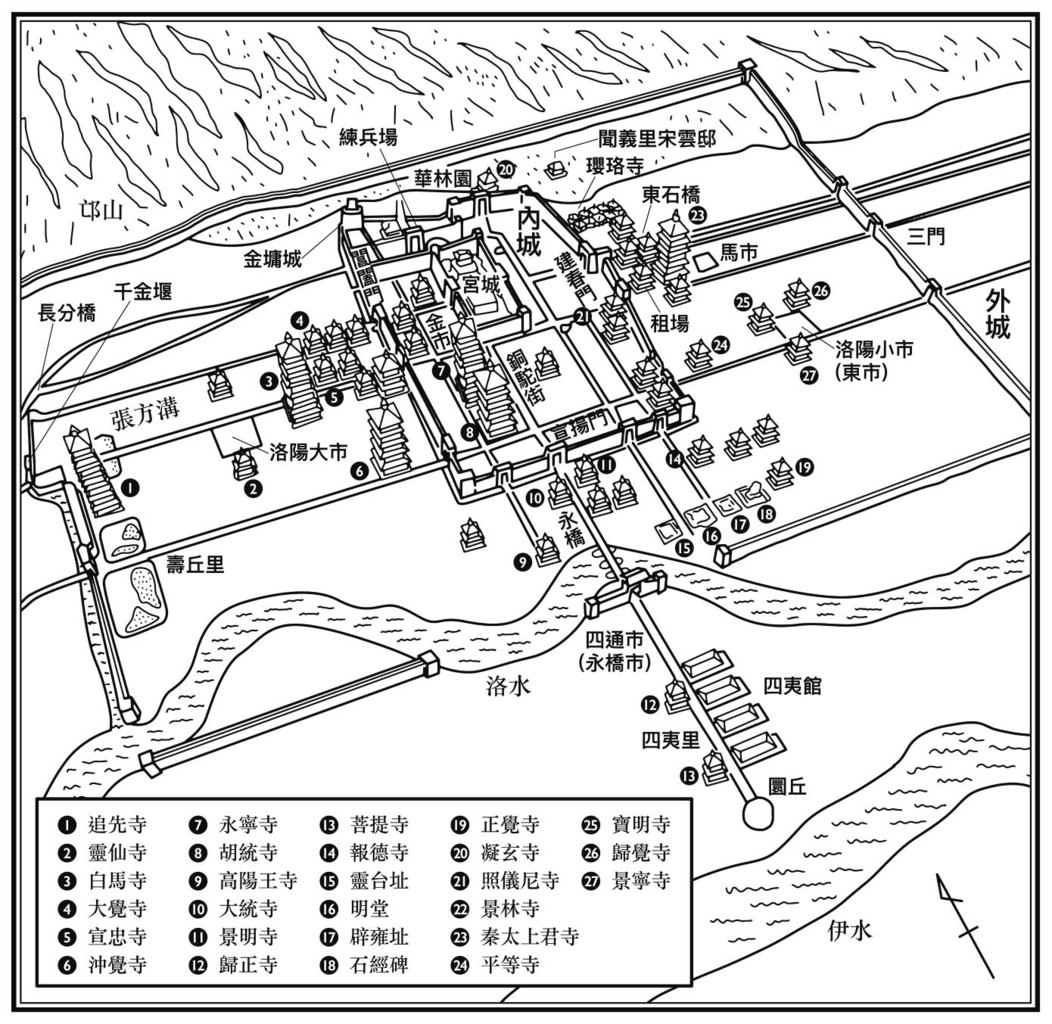 練兵場
聞義里宋雲邸
瓔珞寺
華林園
20
內城
東石橋
23
邙山
金墉城
閶闔門
宮城
建春門
馬市
三門
千金堰
長分橋
金市
21
租場
25
26
外城
4
銅駝街
24
洛陽小市
(東市)
27
3
7
5
張方溝
8
宣揚門
洛陽大市
6
14
1
2
11
19
10
永橋
18
17
16
15
9
壽丘里
四通市
(永橋市)
洛水
四夷館
12
四夷里
13
圜丘
伊水
1 追先寺
2 靈仙寺
3 白馬寺
4 大覺寺
5 宣忠寺
6 沖覺寺
7 永寧寺
8 胡統寺
9 高陽王寺
10 大統寺
11 景明寺
12 歸正寺
13 菩提寺
14 報德寺
15 靈台址
16 明堂
17 辟雍址
18 石經碑
19 正覺寺
20 凝玄寺
21 照儀尼寺
22 景林寺
23 秦太上君寺
24 平等寺
25 寶明寺
26 歸覺寺
27 景寧寺